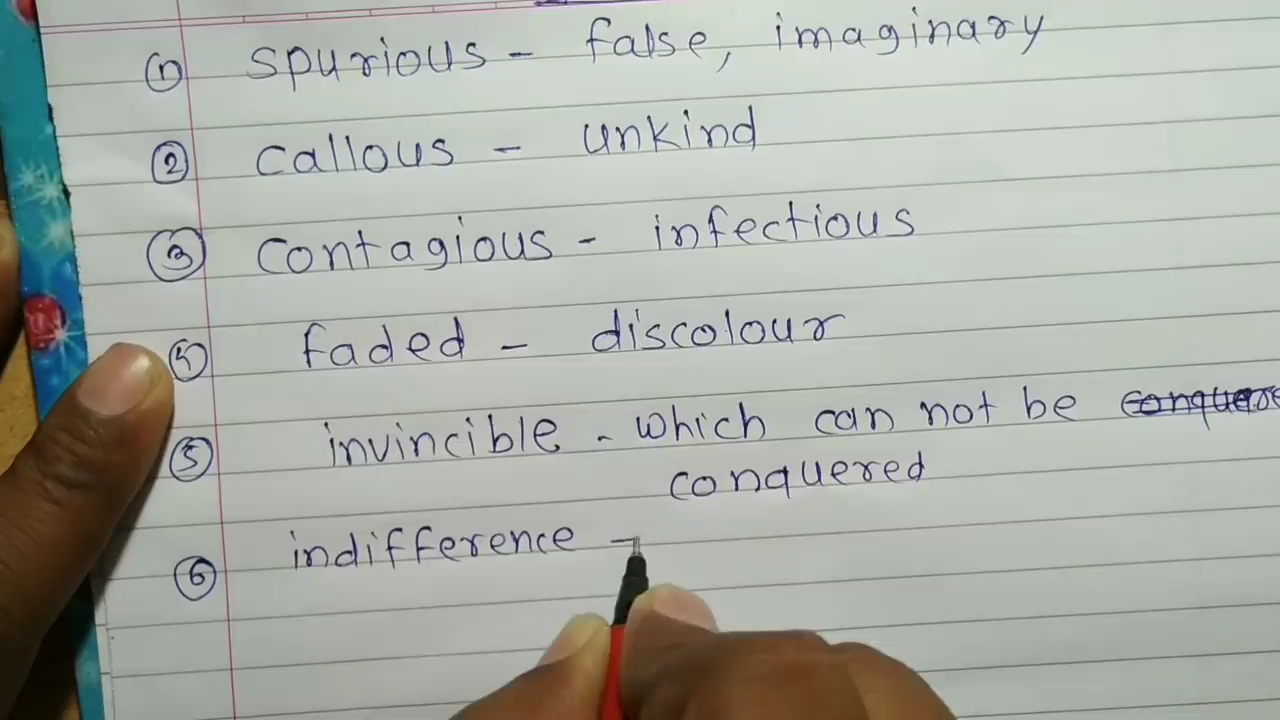 ① spurious - false, imaginary
② callous - unkind
③ contagious - infectious
④ faded - discolour
⑤ invincible - which can not be conquere
conquered
⑥ indifference -